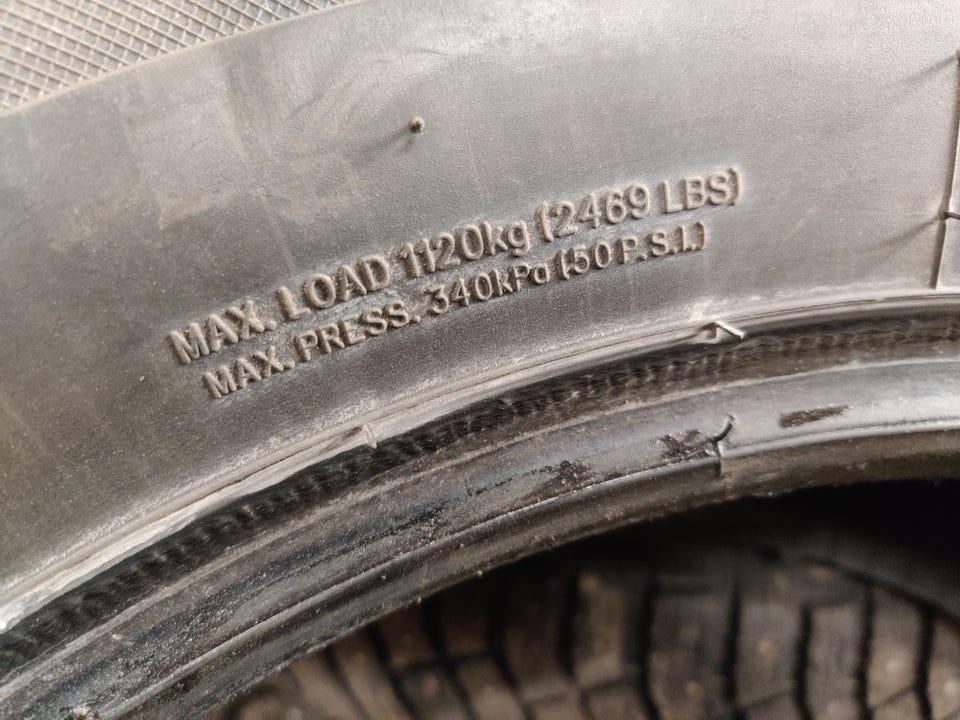 MAX. LOAD 1120kg (2469 LBS)
MAX. PRESS. 340kPa (50 P.S.I.)